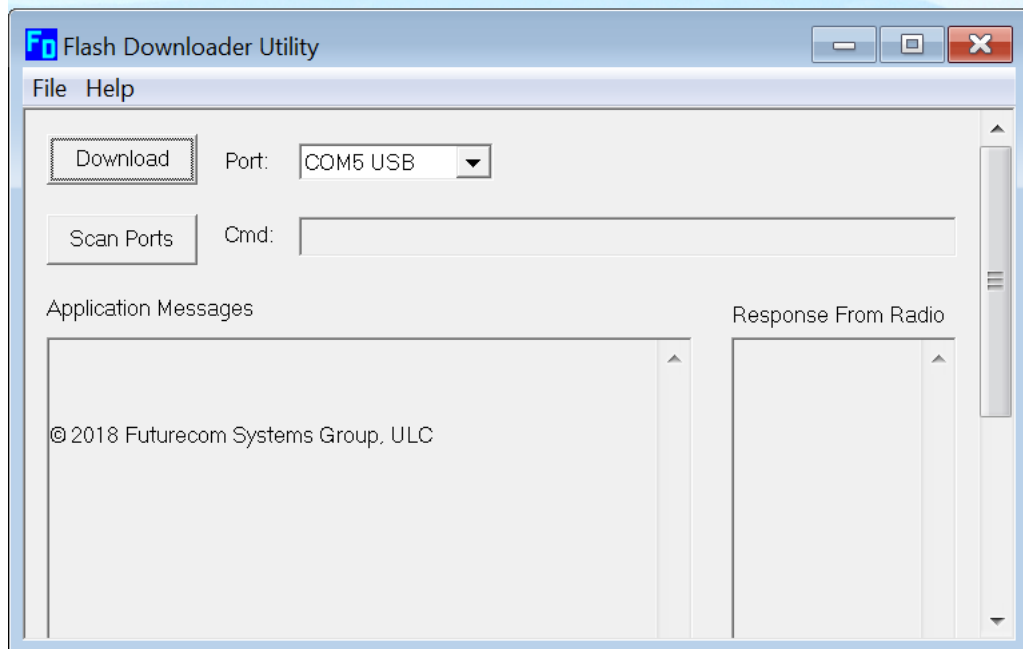 FD Flash Downloader Utility
File Help
Download Port: COM5 USB
Scan Ports Cmd:
Application Messages
Response From Radio
© 2018 Futurecom Systems Group, ULC